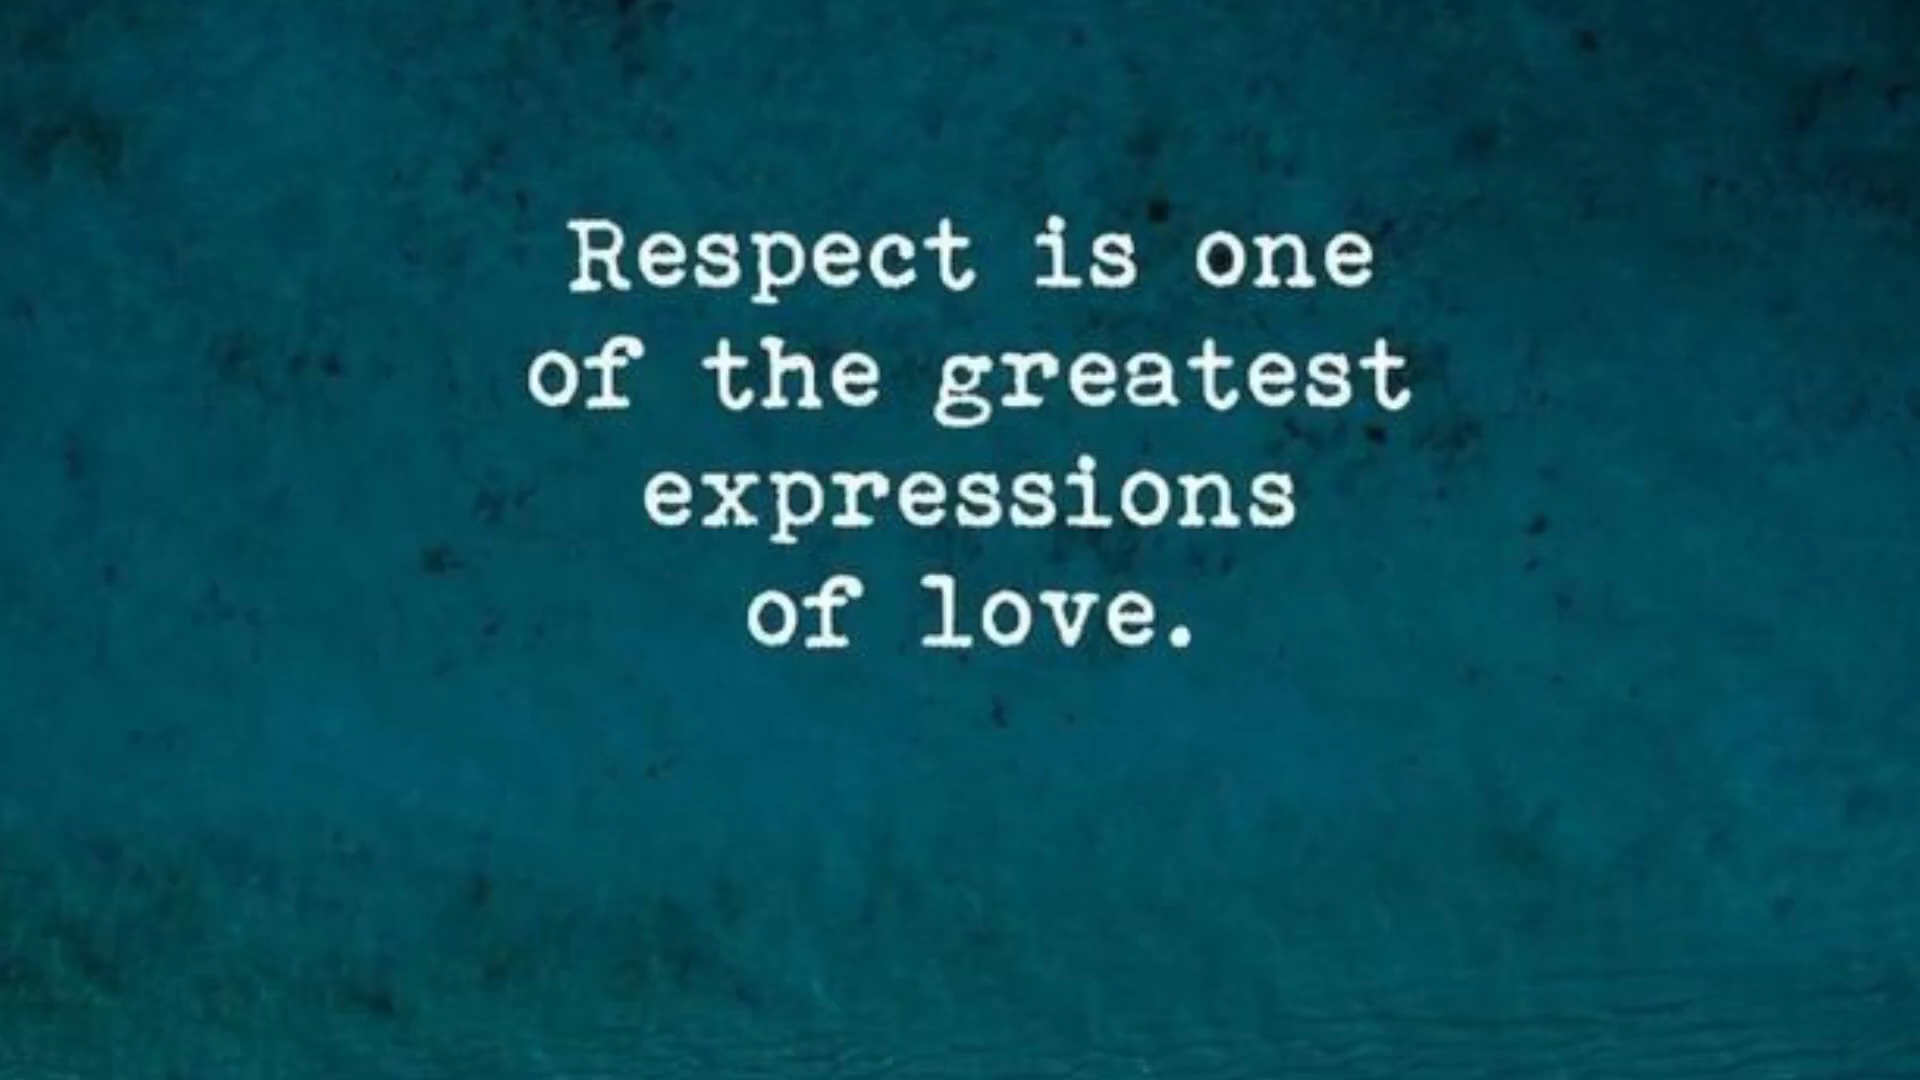 Respect is one
of the greatest
expressions
of love.